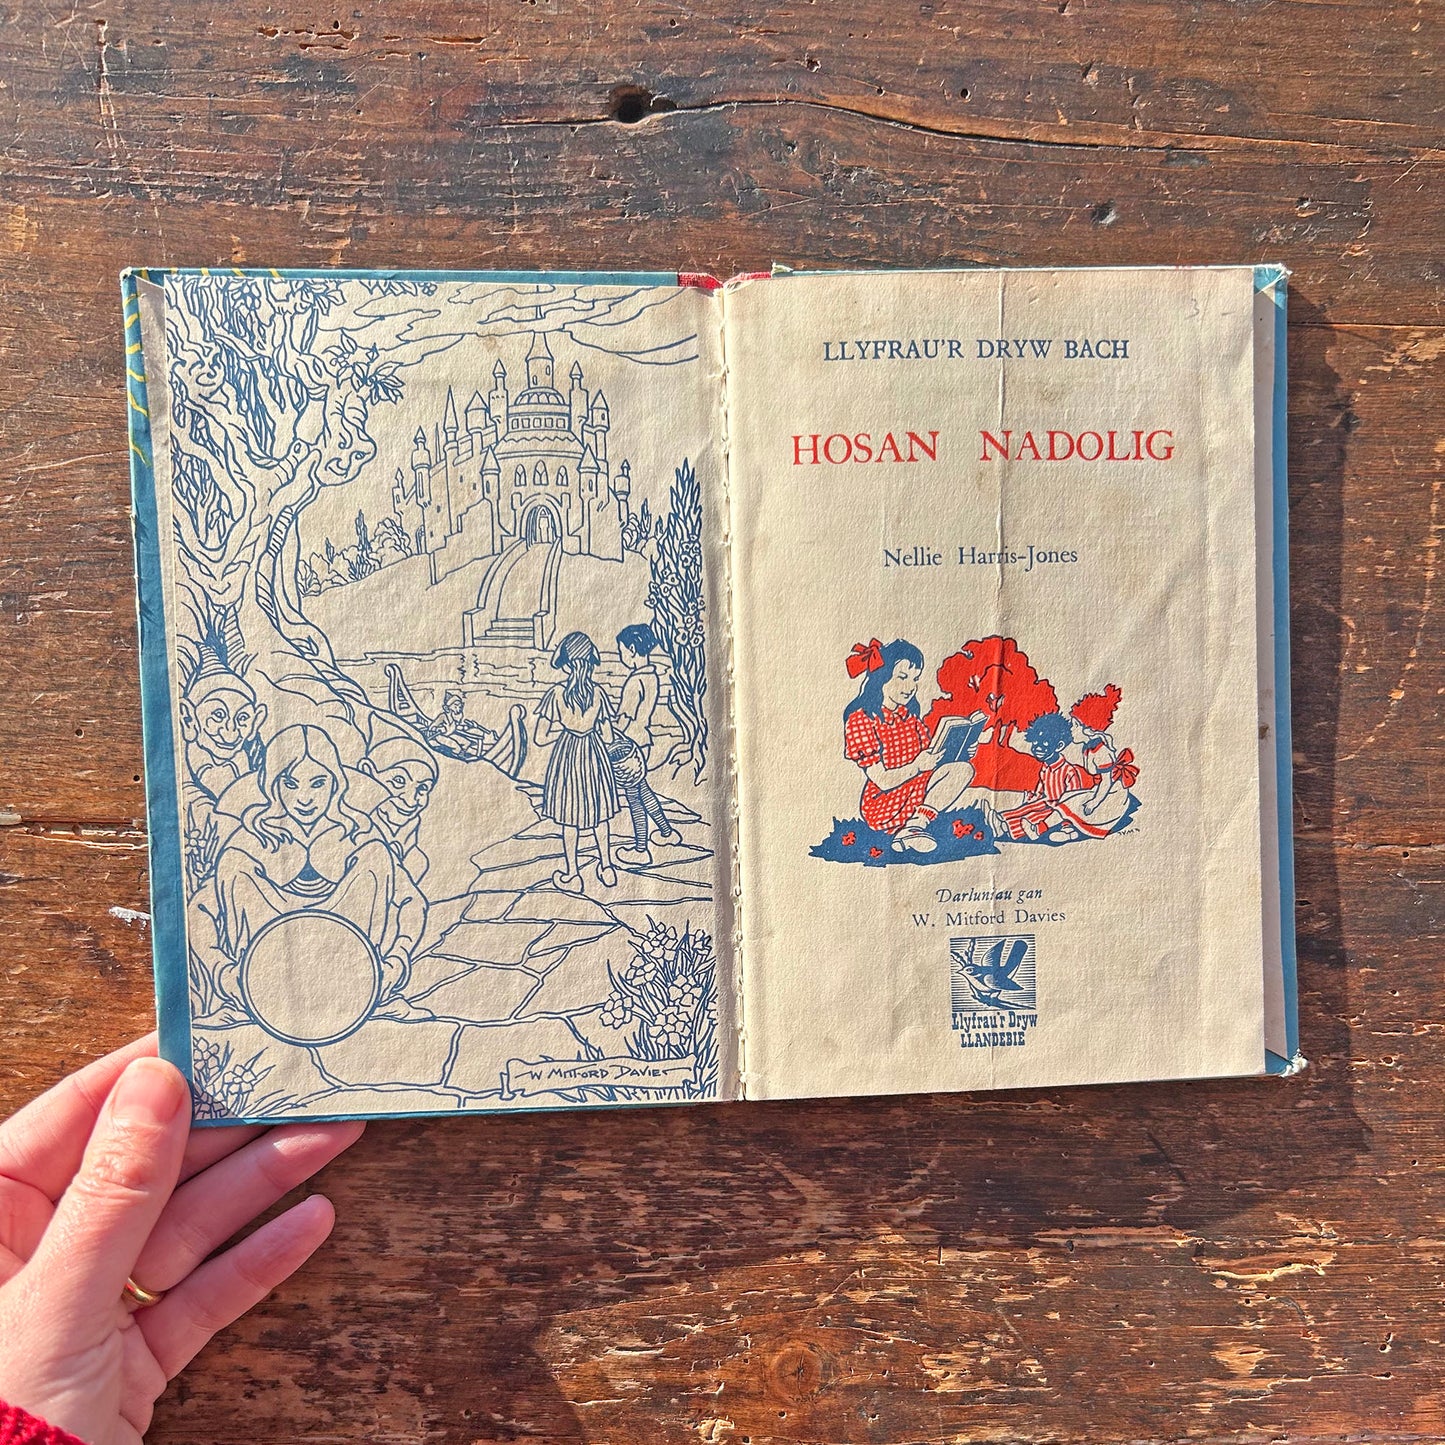 W MITFORD DAVIES
LLYFRAU'R DRYW BACH
HOSAN NADOLIG
Nellie Harris-Jones
Darluniau gan
W. Mitford Davies
Llyfrau'r Dryw
LLANDEBIE